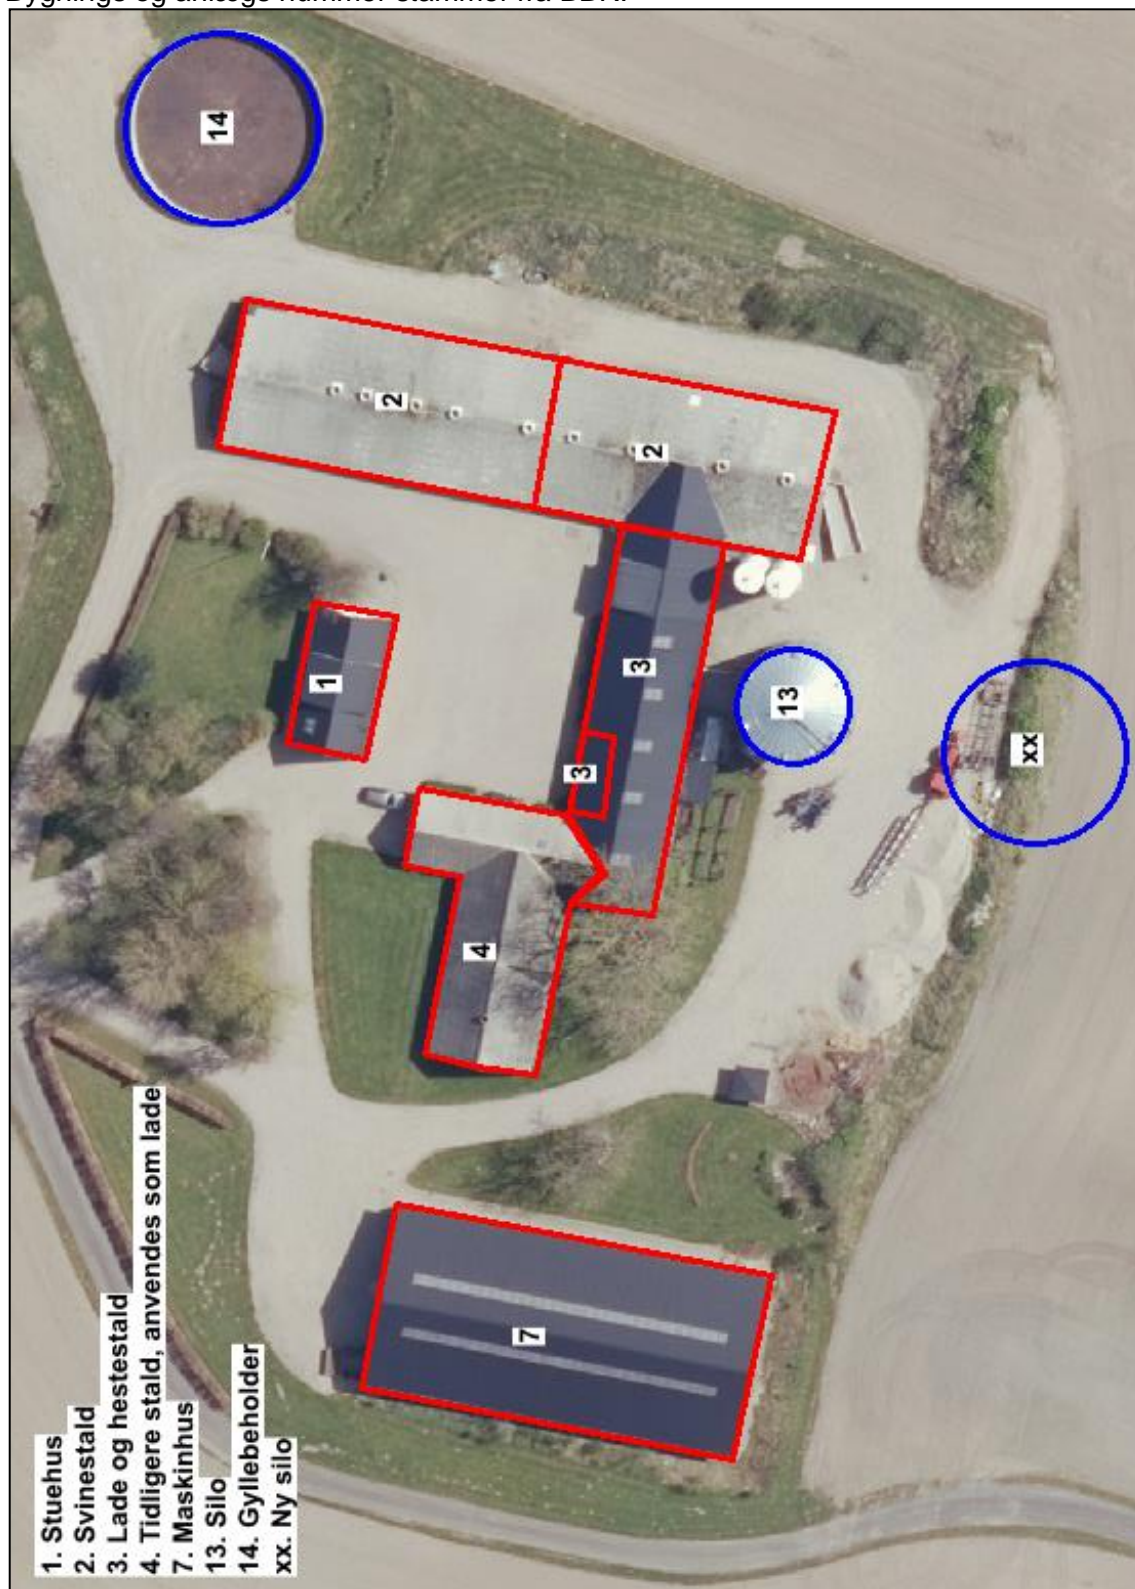 Bygnings og anlægs nummer stammer fra BBR.
1. Stuehus
2. Svinestald
3. Lade og hestestald
4. Tidligere stald, anvendes som lade
7. Maskinhus
13. Silo
14. Gyllebeholder
xx. Ny silo
14
2
2
1
3
3
13
xx
4
7